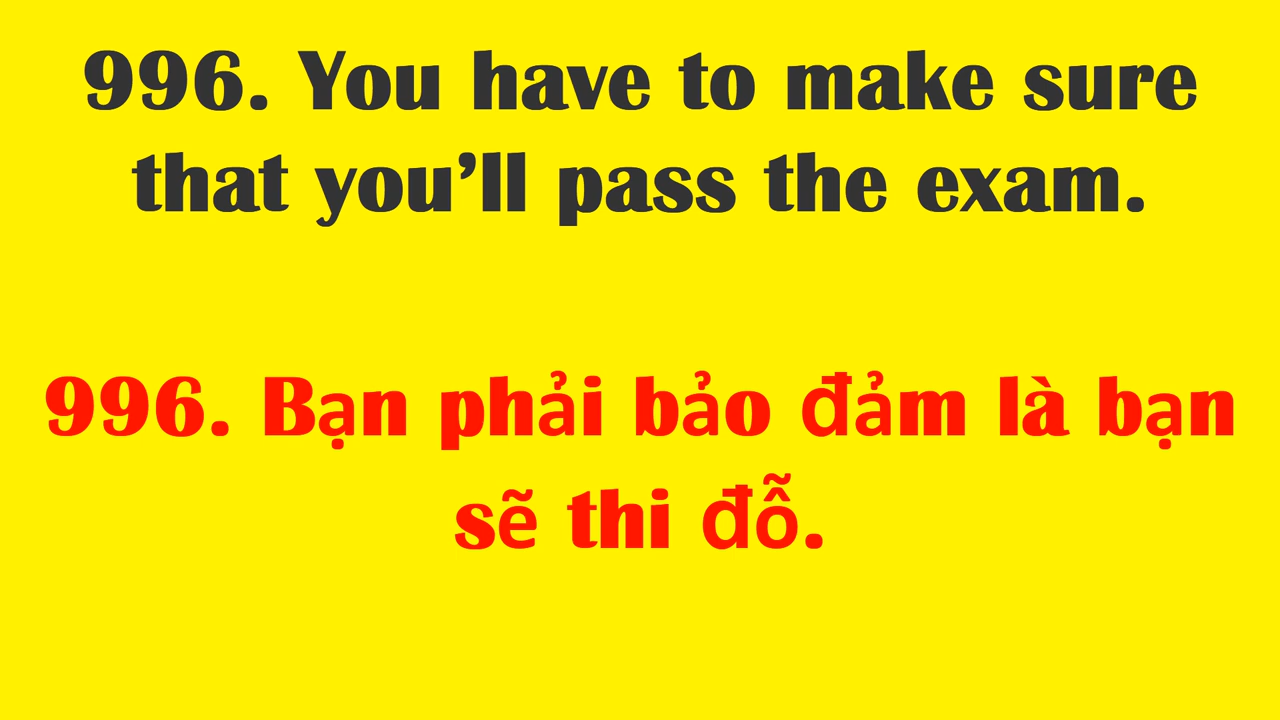 996. You have to make sure
that you’ll pass the exam.
996. Bạn phải bảo đảm là bạn
sẽ thi đỗ.